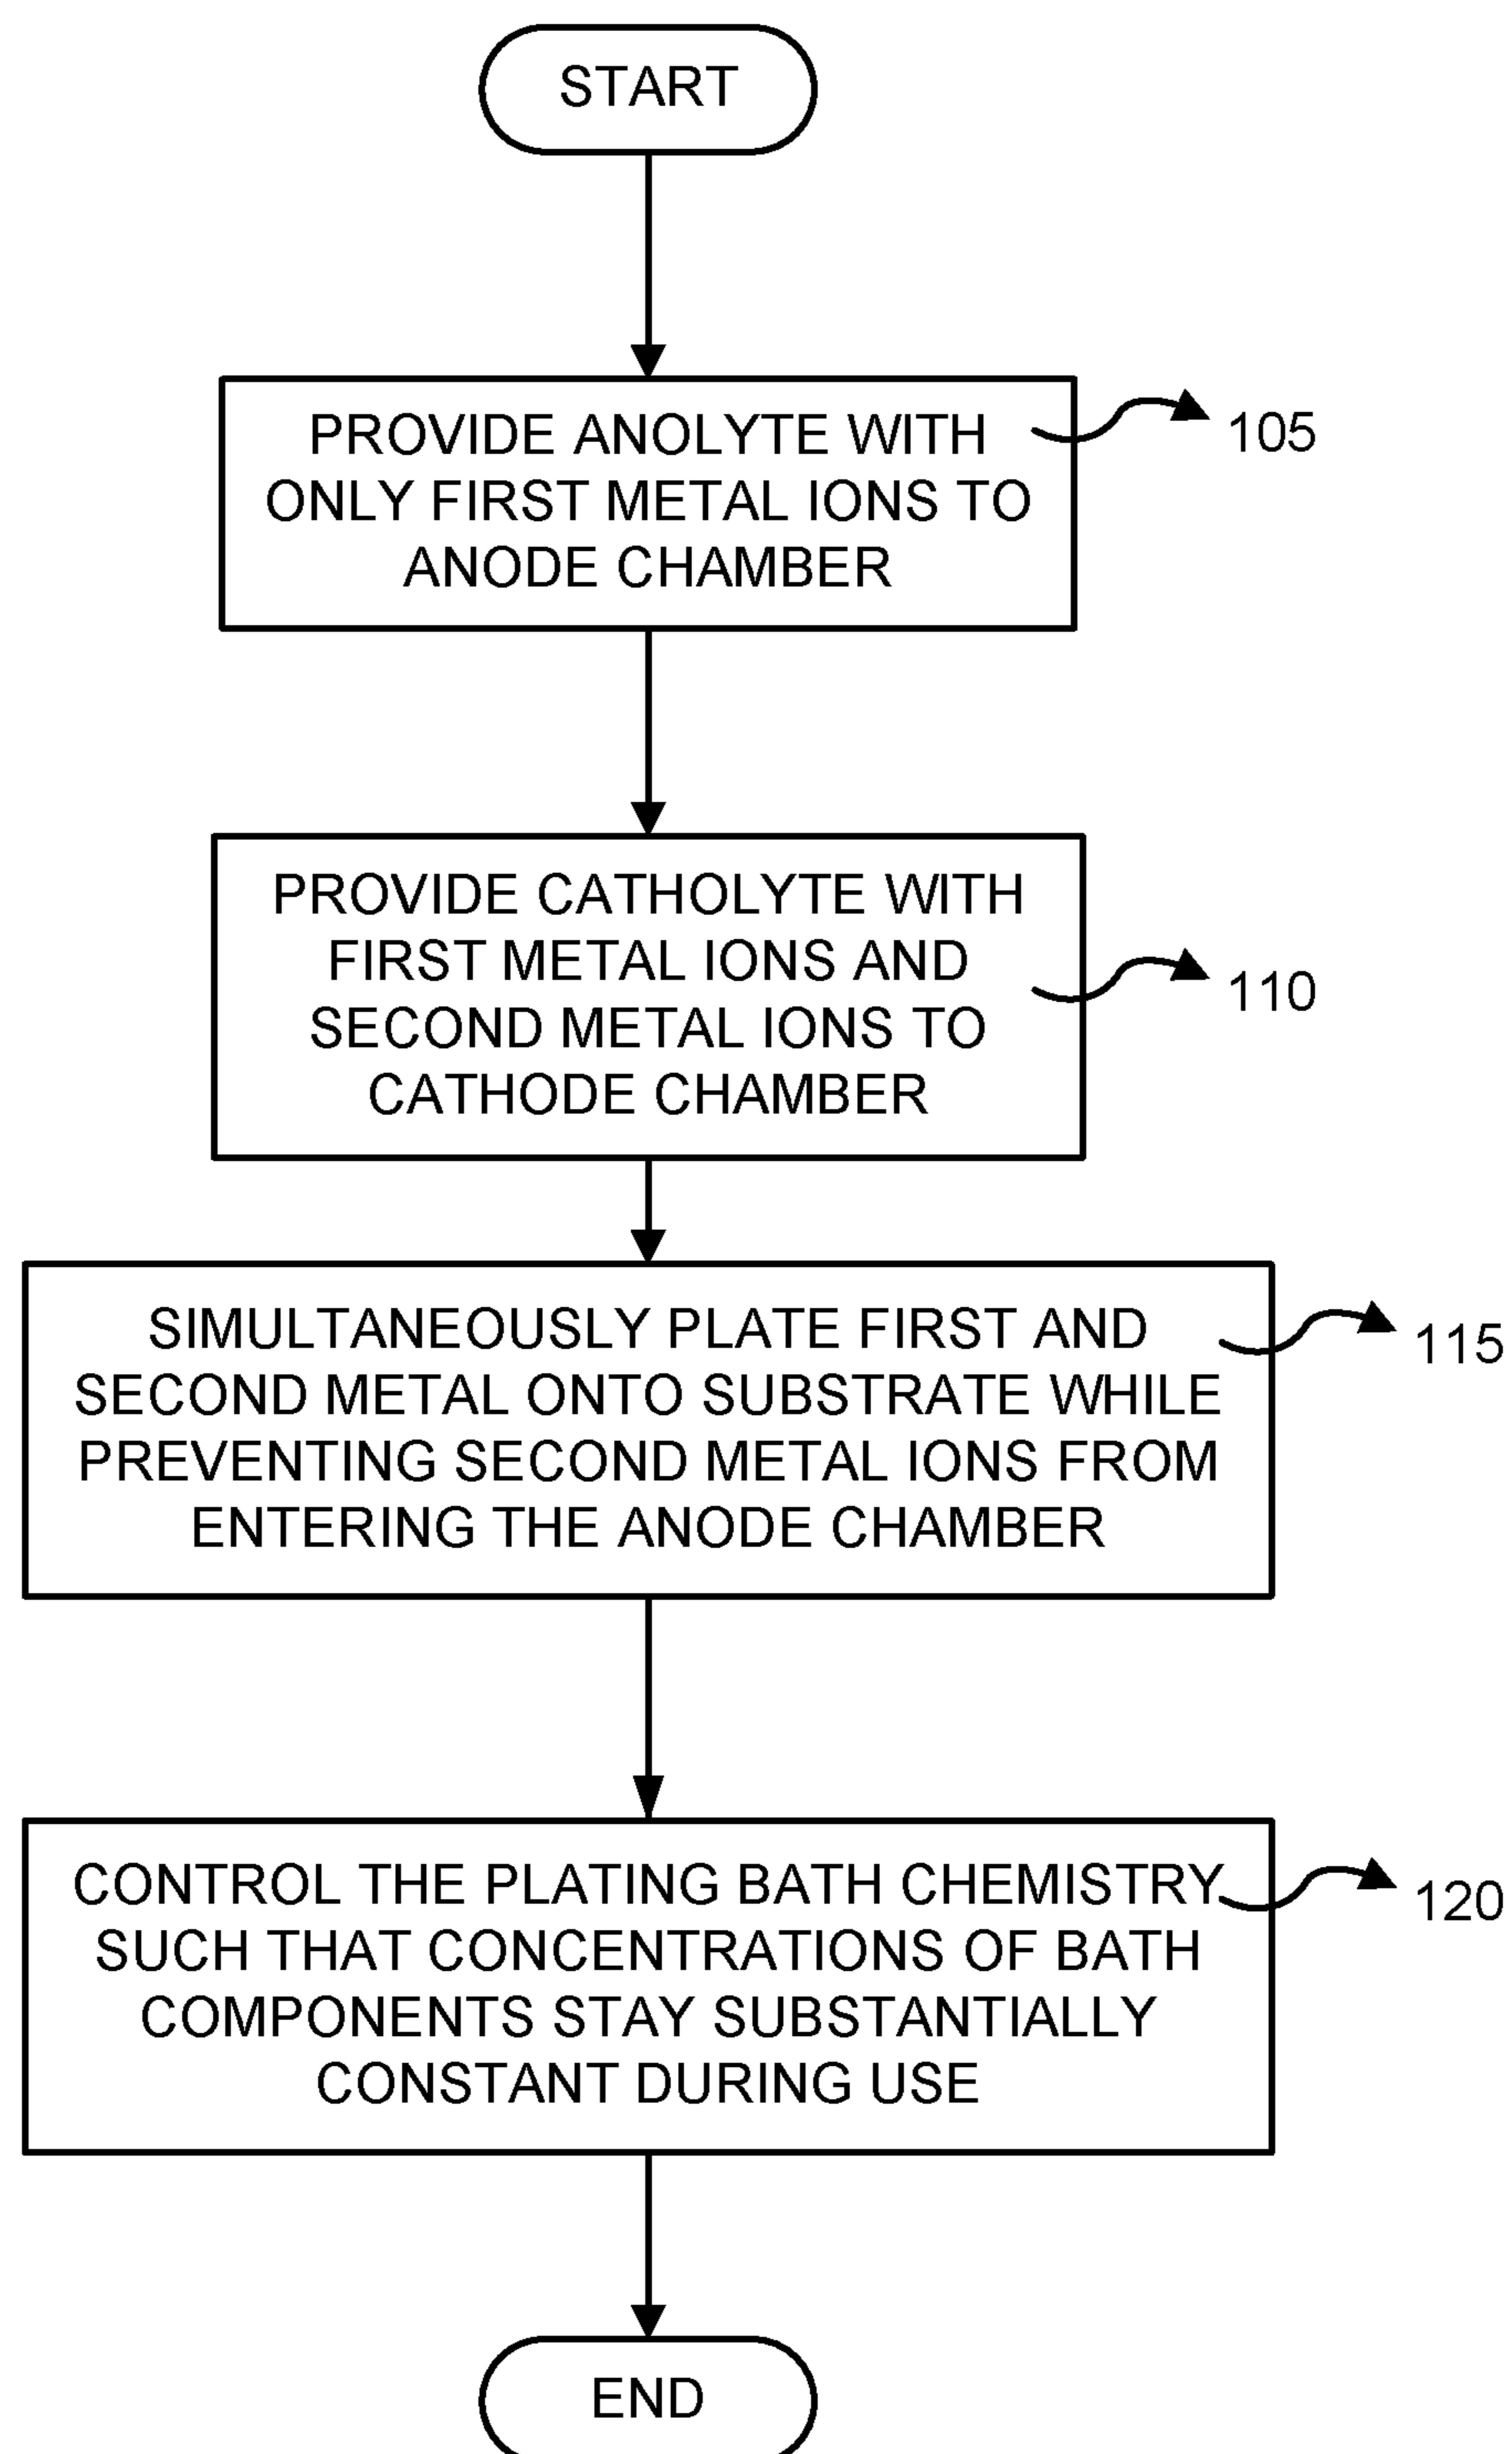 START
PROVIDE ANOLYTE WITH
ONLY FIRST METAL IONS TO
ANODE CHAMBER
105
PROVIDE CATHOLYTE WITH
FIRST METAL IONS AND
SECOND METAL IONS TO
CATHODE CHAMBER
110
SIMULTANEOUSLY PLATE FIRST AND
SECOND METAL ONTO SUBSTRATE WHILE
PREVENTING SECOND METAL IONS FROM
ENTERING THE ANODE CHAMBER
115
CONTROL THE PLATING BATH CHEMISTRY
SUCH THAT CONCENTRATIONS OF BATH
COMPONENTS STAY SUBSTANTIALLY
CONSTANT DURING USE
120
END